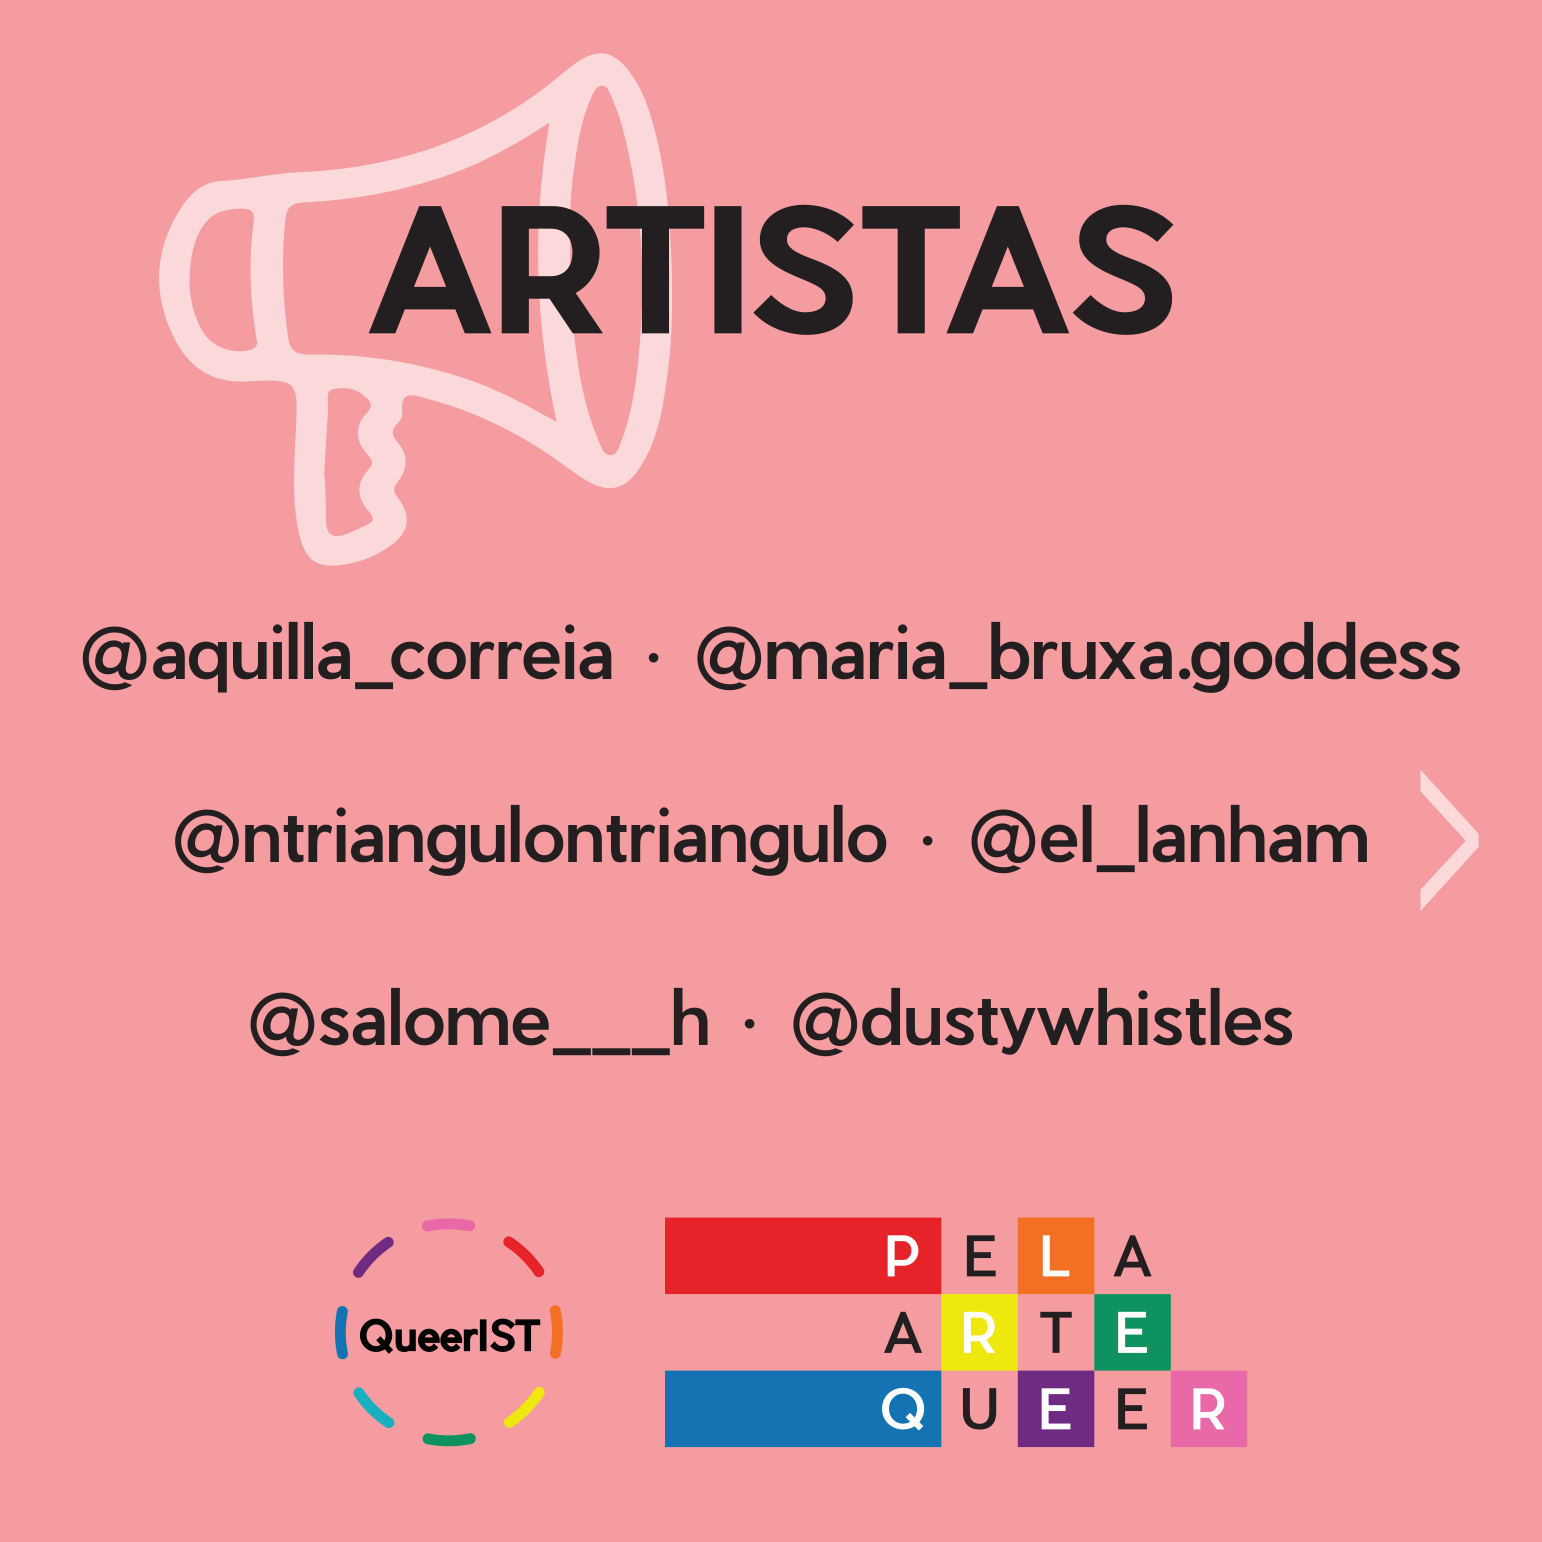 ARTISTAS
@aquilla_correia · @maria_bruxa.goddess
@ntriangulontriangulo · @el_lanham
@salome___h · @dustywhistles
QueerIST
PELA
ARTE
QUEER